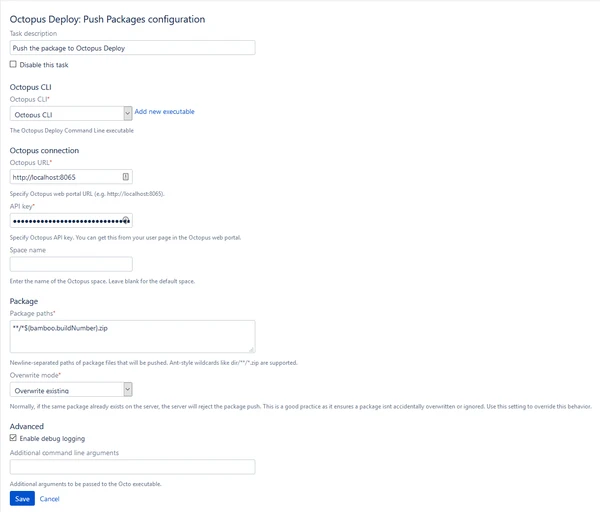 Octopus Deploy: Push Packages configuration
Task description
Push the package to Octopus Deploy
Disable this task
Octopus CLI
Octopus CLI*
Octopus CLI
Add new executable
The Octopus Deploy Command Line executable
Octopus connection
Octopus URL*
http://localhost:8065
Specify Octopus web portal URL (e.g. http://localhost:8065).
API key*
••••••••••••••••••••••••••••••
Specify Octopus API key. You can get this from your user page in the Octopus web portal.
Space name
Enter the name of the Octopus space. Leave blank for the default space.
Package
Package paths*
**/*${bamboo.buildNumber}.zip
Newline-separated paths of package files that will be pushed. Ant-style wildcards like dir/**/*.zip are supported.
Overwrite mode*
Overwrite existing
Normally, if the same package already exists on the server, the server will reject the package push. This is a good practice as it ensures a package isnt accidentally overwritten or ignored. Use this setting to override this behavior.
Advanced
Enable debug logging
Additional command line arguments
Additional arguments to be passed to the Octo executable.
Save
Cancel